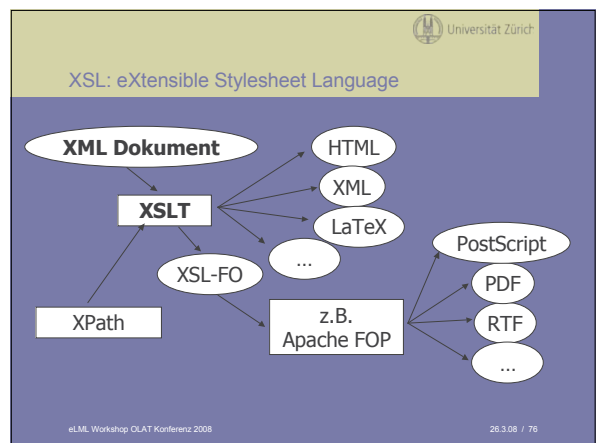 Universität Zürich
XSL: eXtensible Stylesheet Language
XML Dokument
HTML
XML
XSLT
LaTeX
PostScript
...
XSL-FO
PDF
z.B.
Apache FOP
XPath
RTF
...
eLML Workshop OLAT Konferenz 2008
26.3.08 / 76